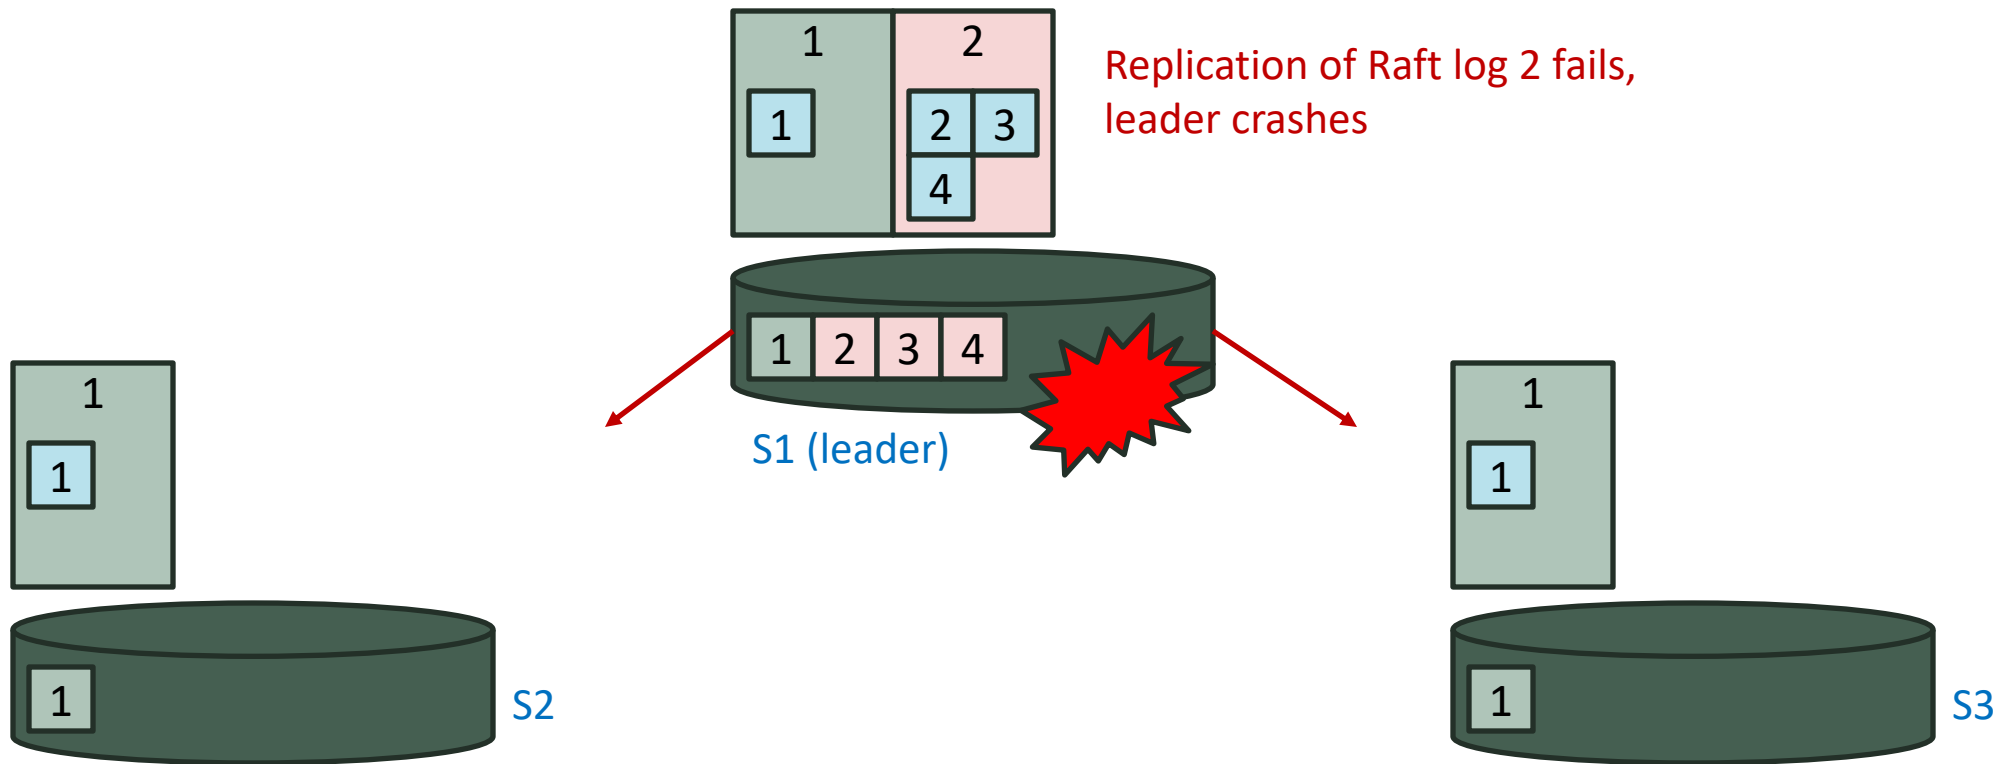 1 2
Replication of Raft log 2 fails,
leader crashes
1 2 3
4
1 2 3 4
S1 (leader)
1
1
1
S2
1
1
1
S3